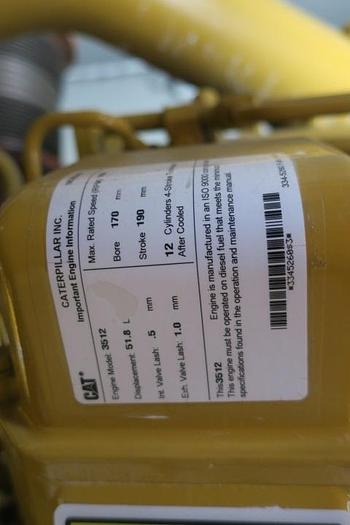 CATERPILLAR INC.
Important Engine Information
CAT®
Engine Model: 3512
Max. Rated Speed
Displacement: 51.8 L
Bore 170 mm
Int. Valve Lash: .5 mm
Stroke 190 mm
Exh. Valve Lash: 1.0 mm
12 Cylinders 4-Stroke
After Cooled
This 3512 Engine is manufactured in an ISO 9000
This engine must be operated on diesel fuel that meets the
specifications found in the operation and maintenance manual.
*334526053*